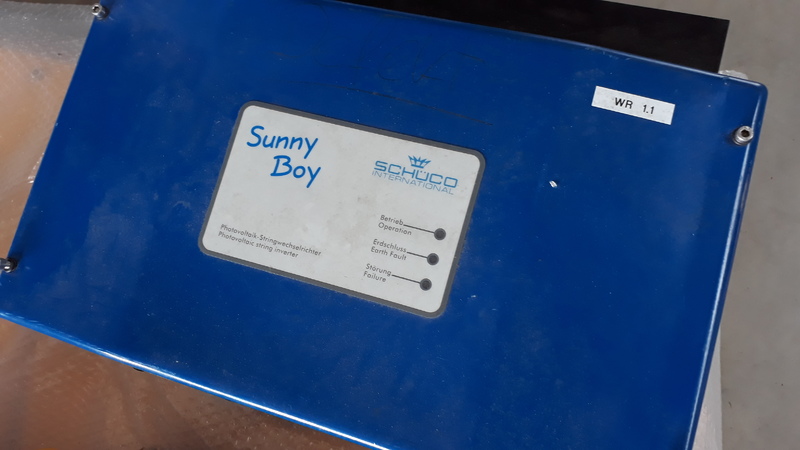 WR 1.1
Sunny
Boy
SCHÜCO
INTERNATIONAL
Betrieb
Operation
Erdschluss
Earth Fault
Störung
Failure
Photovoltaik-Stringwechselrichter
Photovoltaic string inverter